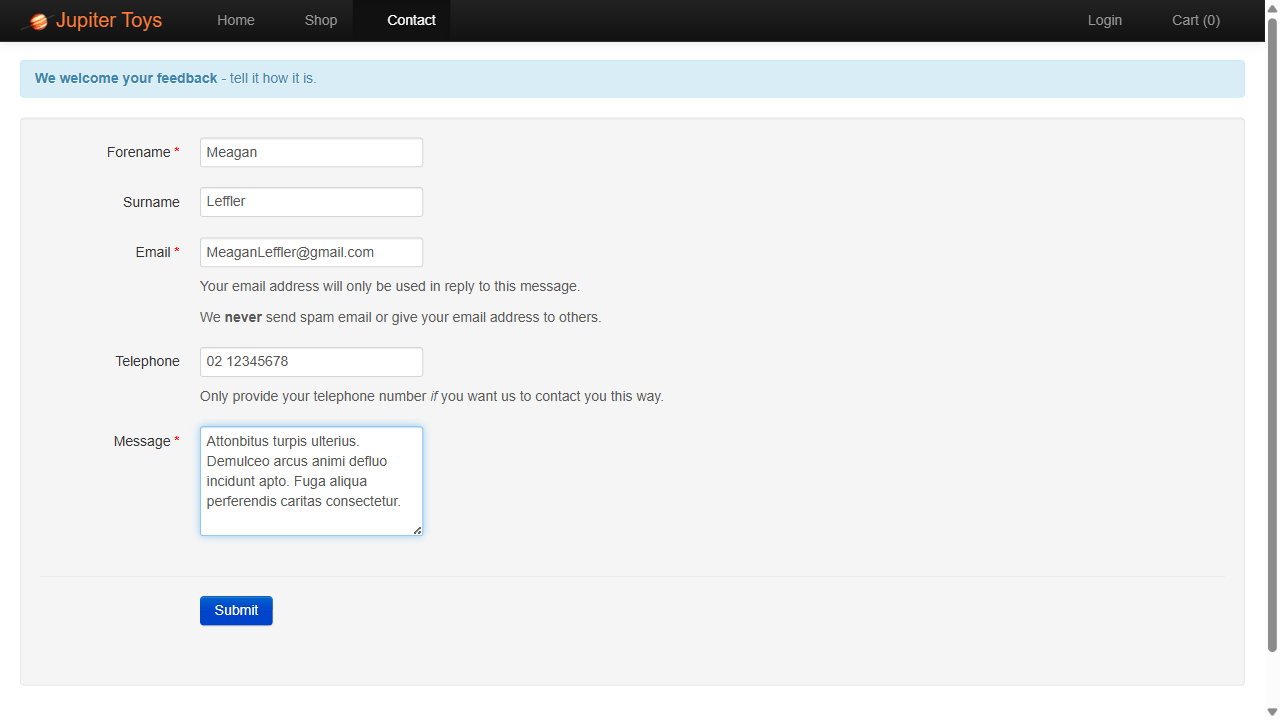 Jupiter Toys Home Shop Contact Login Cart (0)
We welcome your feedback - tell it how it is.
Forename * Meagan
Surname Leffler
Email * MeaganLeffler@gmail.com
Your email address will only be used in reply to this message.
We never send spam email or give your email address to others.
Telephone 02 12345678
Only provide your telephone number if you want us to contact you this way.
Message * Attonbitus turpis ulterius.
Demulceo arcus animi defluo
incidunt apto. Fuga aliqua
perferendis caritas consectetur.
Submit